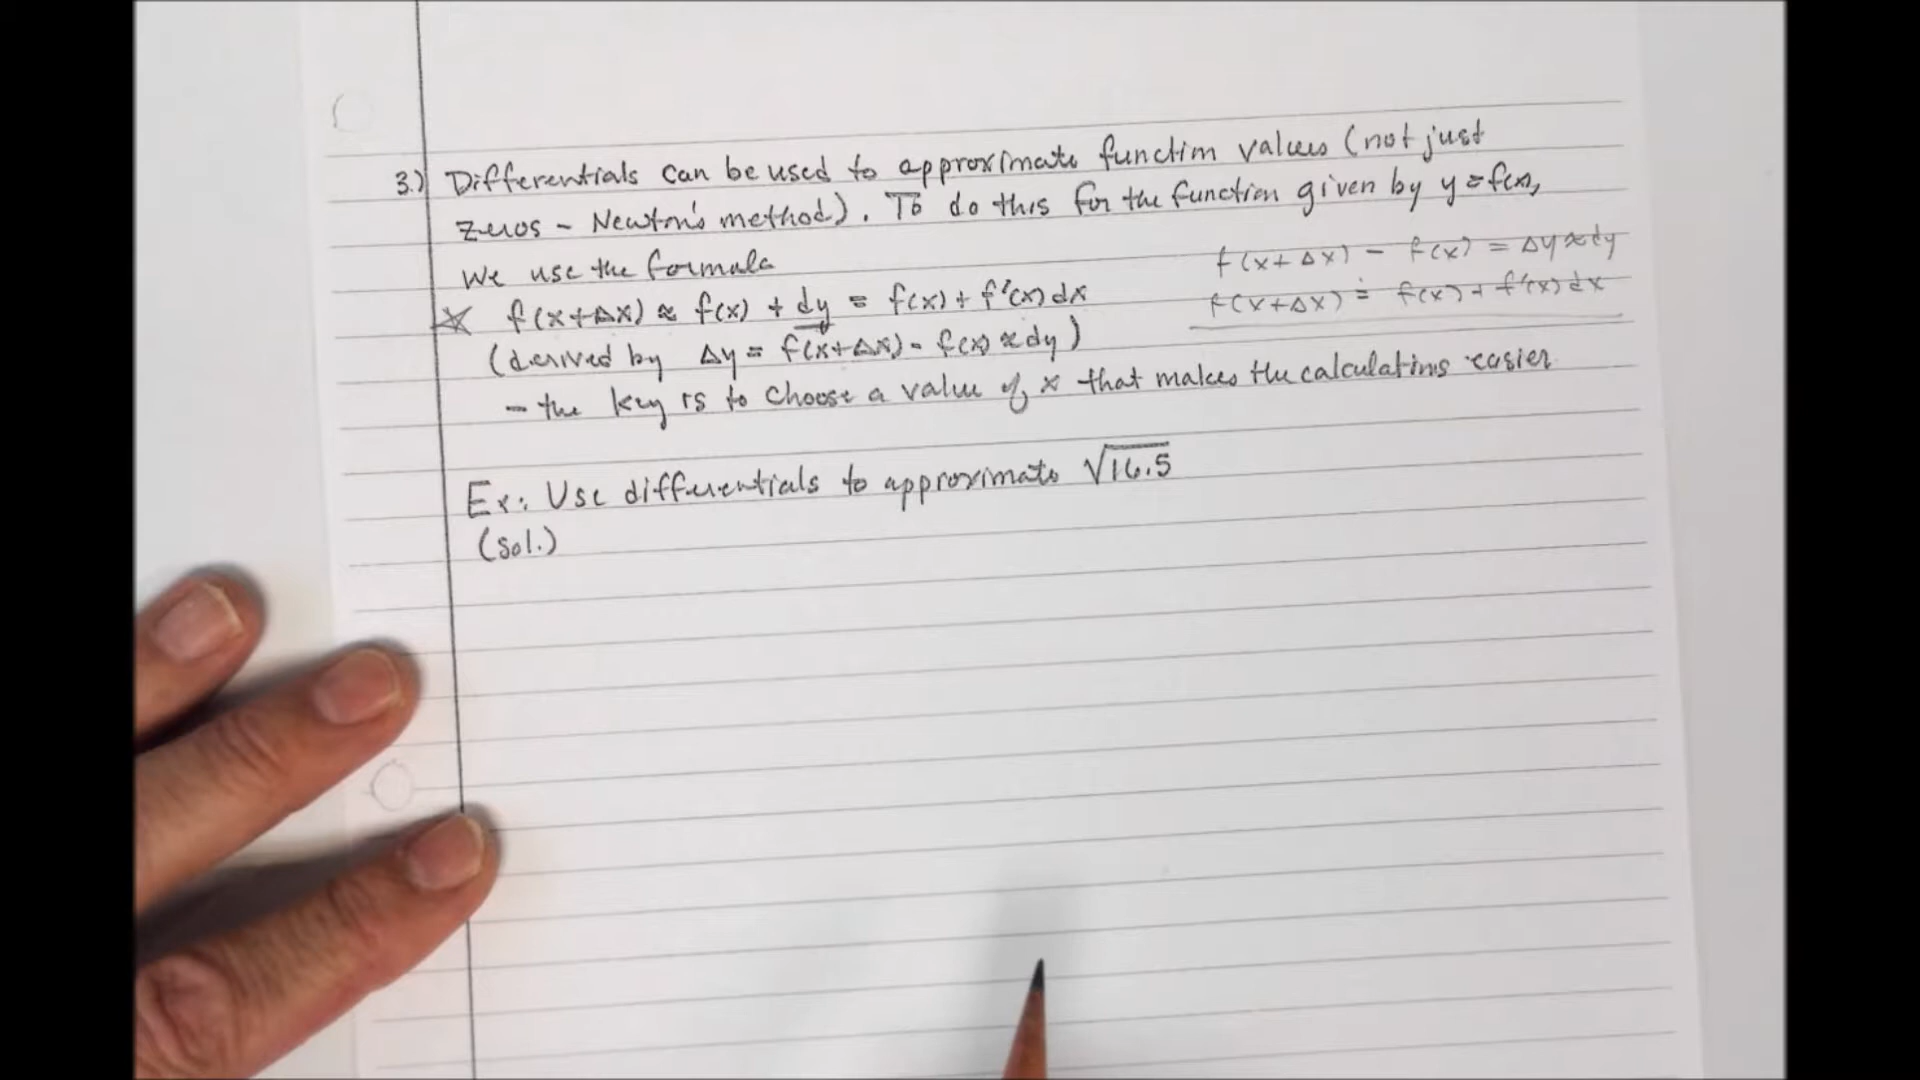 3.) Differentials can be used to approximate function values (not just
zeros - Newton's method). To do this for the function given by y = f(x),
we use the formula
f(x+Δx) - f(x) = Δy ≈ dy
☆ f(x+Δx) ≈ f(x) + dy = f(x) + f'(x) dx
f(x+Δx) ≐ f(x) + f'(x) dx
(derived by Δy = f(x+Δx) - f(x) ≈ dy)
- the key is to choose a value of x that makes the calculations easier
Ex: Use differentials to approximate √16.5
(Sol.)